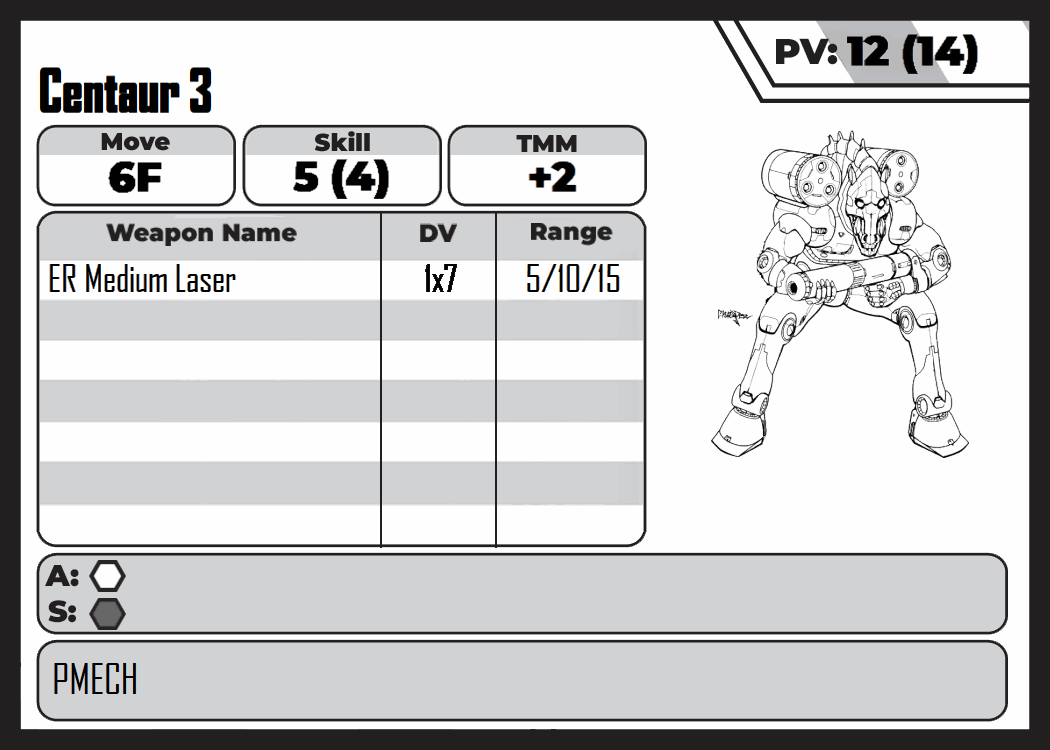 PV: 12 (14)
Centaur 3
Move Skill TMM
6F 5 (4) +2
Weapon Name DV Range
ER Medium Laser 1x7 5/10/15
A:
S:
PMECH